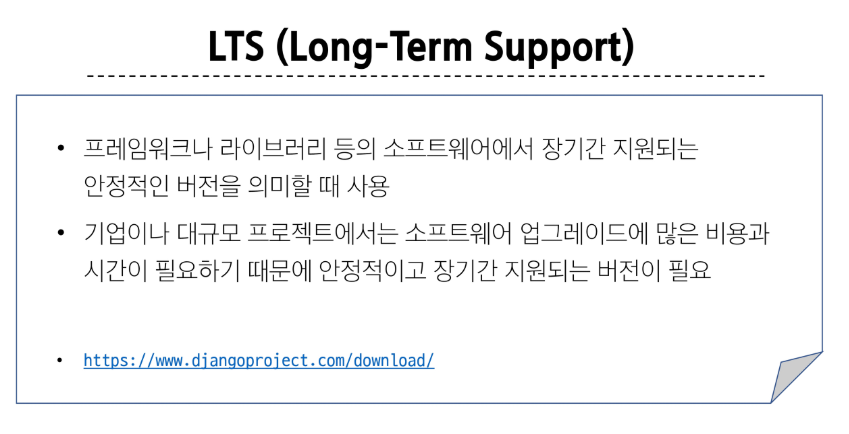 LTS (Long-Term Support)
• 프레임워크나 라이브러리 등의 소프트웨어에서 장기간 지원되는
안정적인 버전을 의미할 때 사용
• 기업이나 대규모 프로젝트에서는 소프트웨어 업그레이드에 많은 비용과
시간이 필요하기 때문에 안정적이고 장기간 지원되는 버전이 필요
• https://www.djangoproject.com/download/